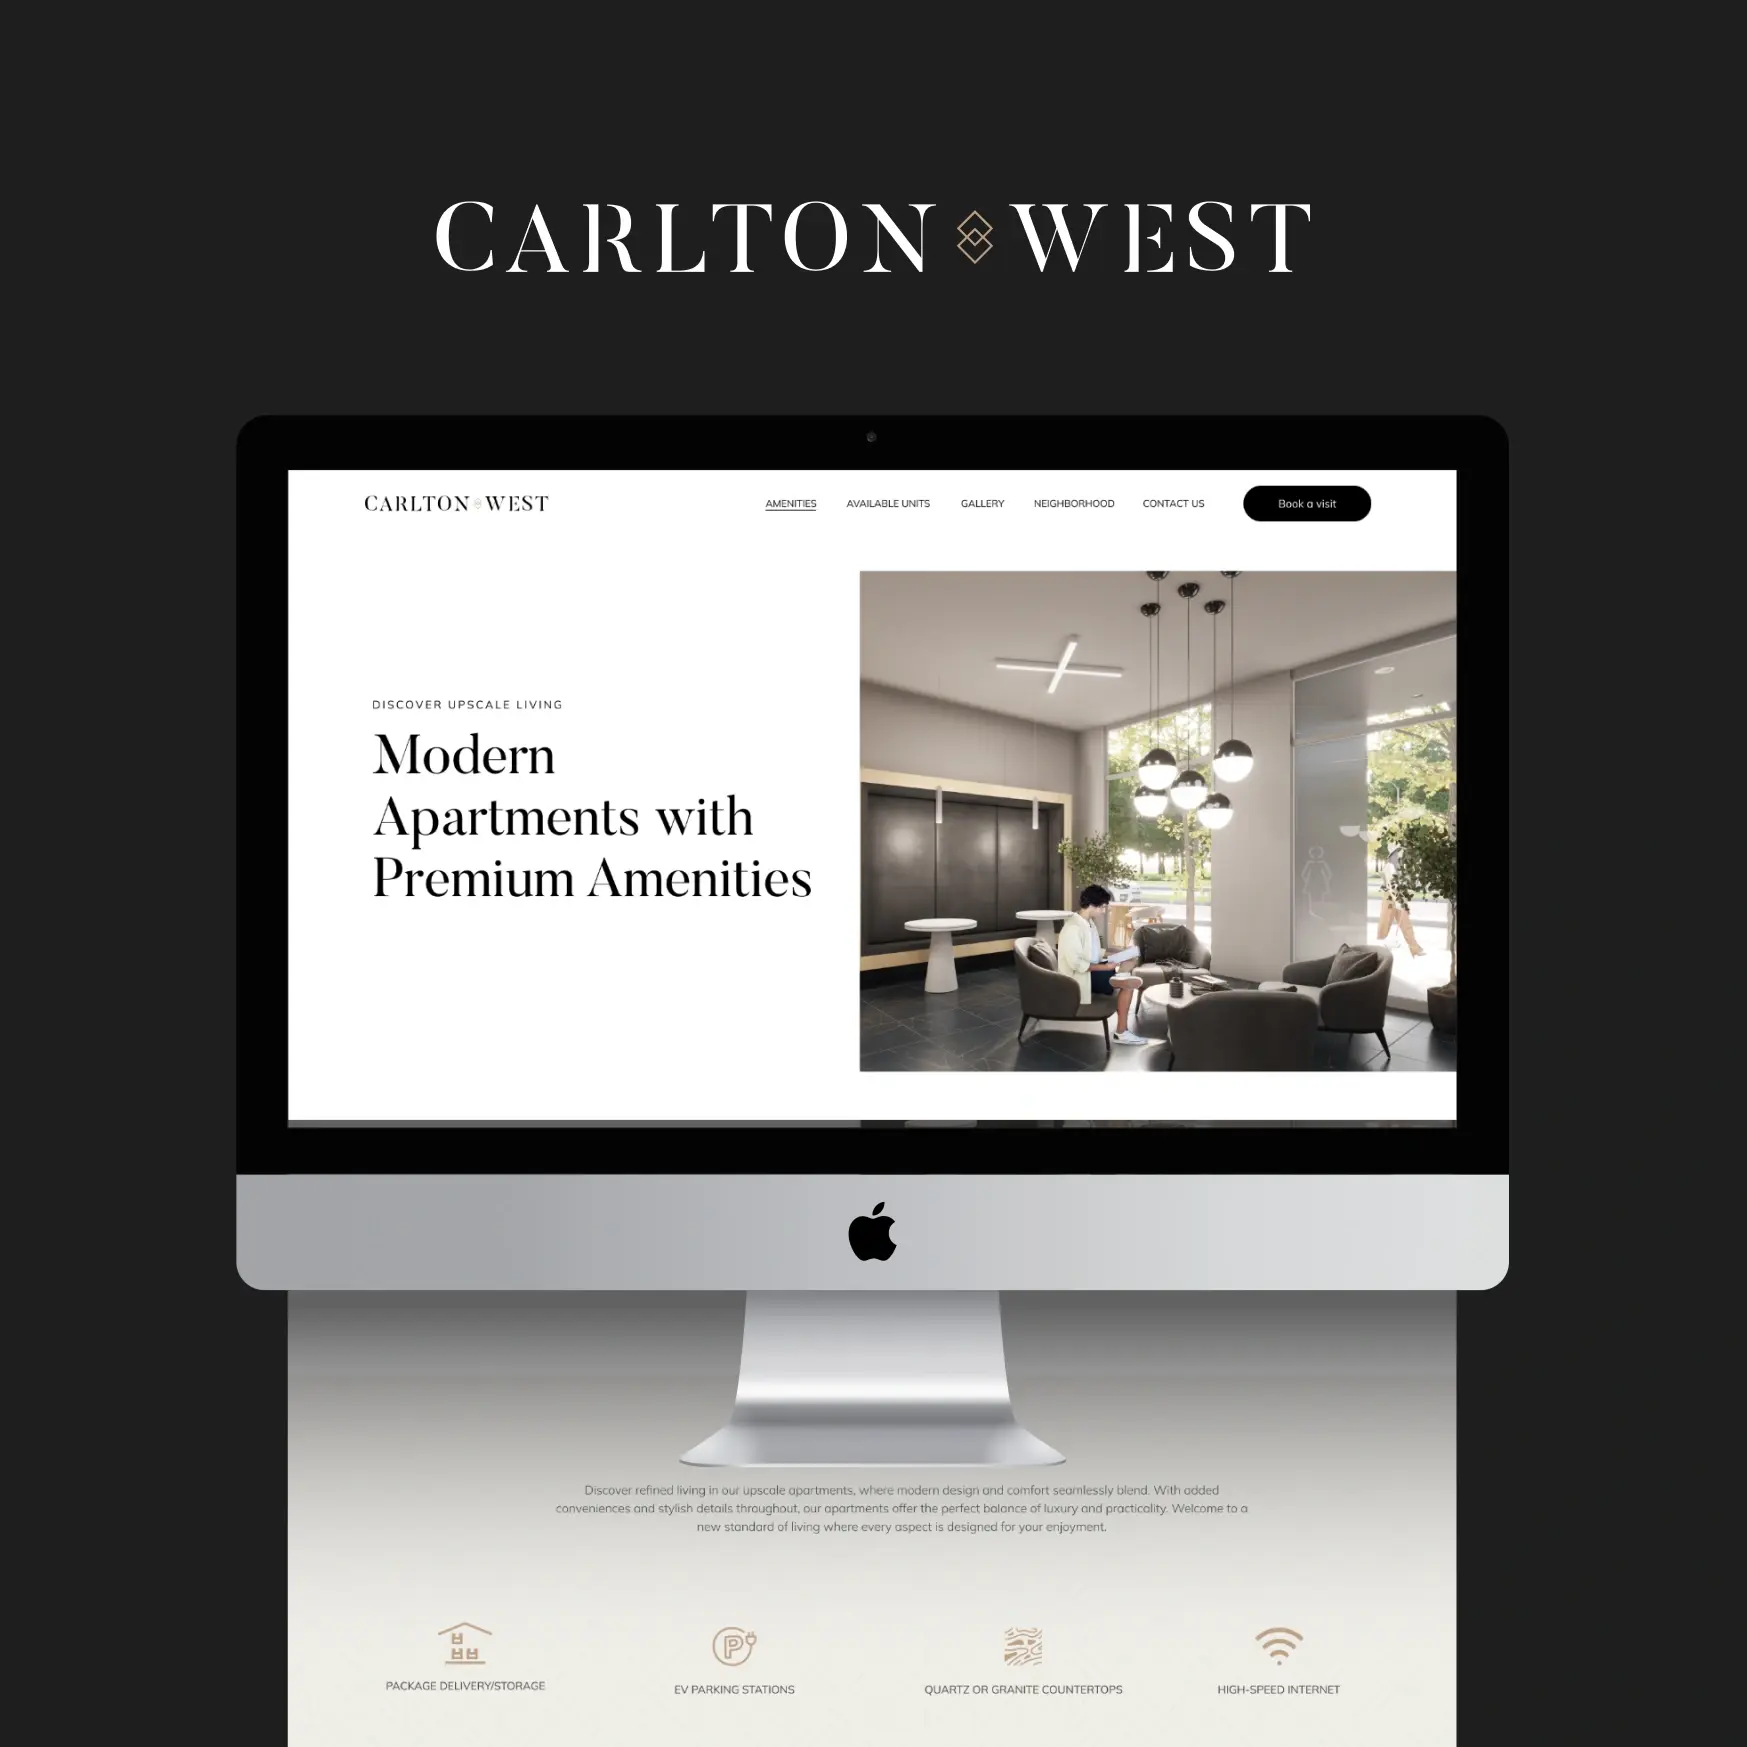 CARLTON WEST
CARLTON WEST
AMENITIES AVAILABLE UNITS GALLERY NEIGHBORHOOD CONTACT US Book a visit
DISCOVER UPSCALE LIVING
Modern
Apartments with
Premium Amenities
Discover refined living in our upscale apartments, where modern design and comfort seamlessly blend. With added
conveniences and stylish details throughout, our apartments offer the perfect balance of luxury and practicality. Welcome to a
new standard of living where every aspect is designed for your enjoyment.
P
PACKAGE DELIVERY/STORAGE
EV PARKING STATIONS
QUARTZ OR GRANITE COUNTERTOPS
HIGH-SPEED INTERNET